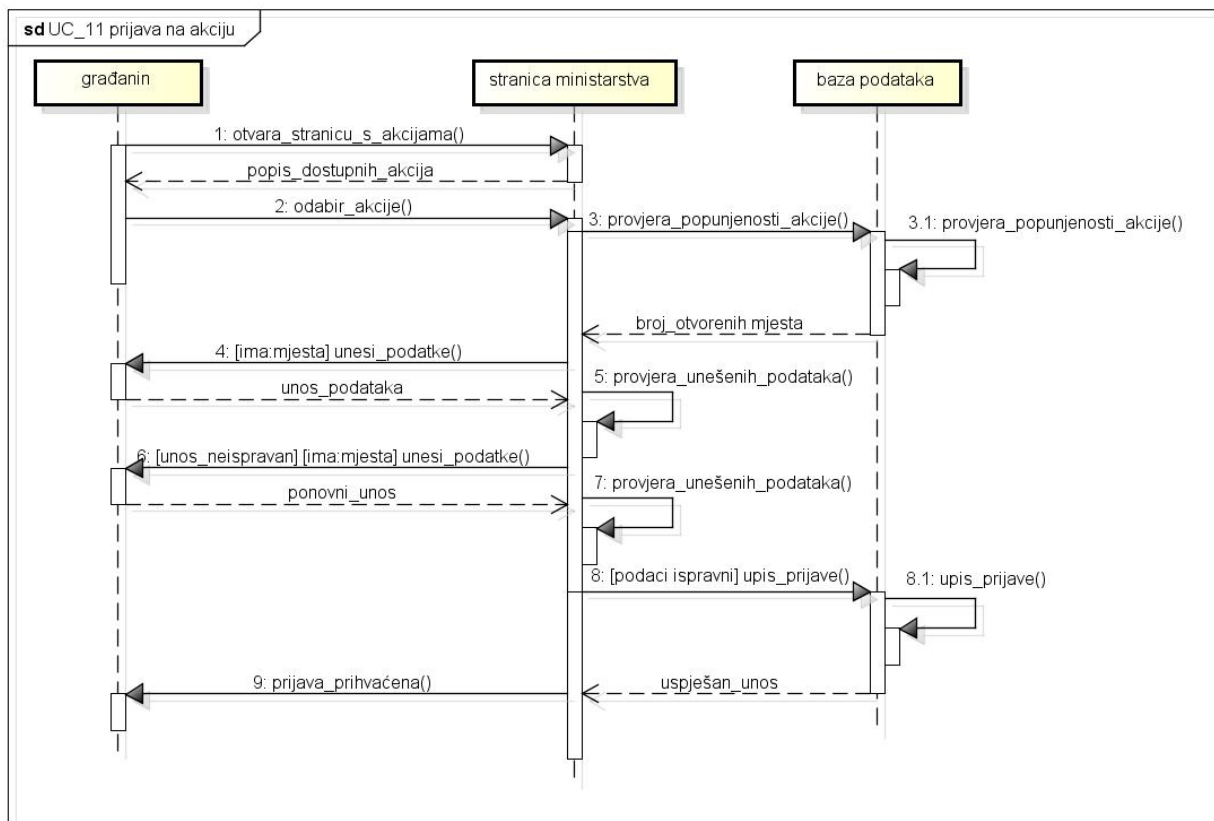 sd UC_11 prijava na akciju
građanin
stranica ministarstva
baza podataka
1: otvara_stranicu_s_akcijama()
popis_dostupnih_akcija
2: odabir_akcije()
3: provjera_popunjenosti_akcije()
3.1: provjera_popunjenosti_akcije()
broj_otvorenih mjesta
4: [ima:mjesta] unesi_podatke()
unos_podataka
5: provjera_unešenih_podataka()
6: [unos_neispravan] [ima:mjesta] unesi_podatke()
ponovni_unos
7: provjera_unešenih_podataka()
8: [podaci ispravni] upis_prijave()
8.1: upis_prijave()
9: prijava_prihvaćena()
uspješan_unos